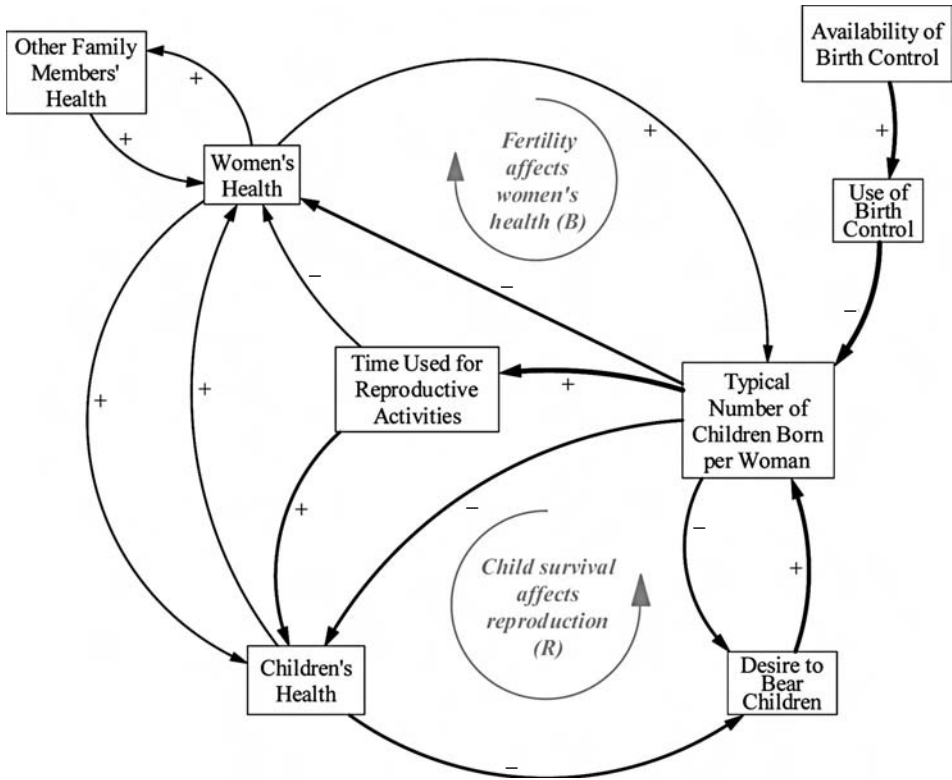 Other Family
Members'
Health
+
+
Women's
Health
+
Fertility
affects
women's
health (B)
Availability of
Birth Control
+
Use of
Birth
Control
–
–
–
Time Used for
Reproductive
Activities
+
Typical
Number of
Children Born
per Woman
+
+
+
–
–
+
Child survival
affects
reproduction
(R)
Children's
Health
Desire to
Bear
Children
–